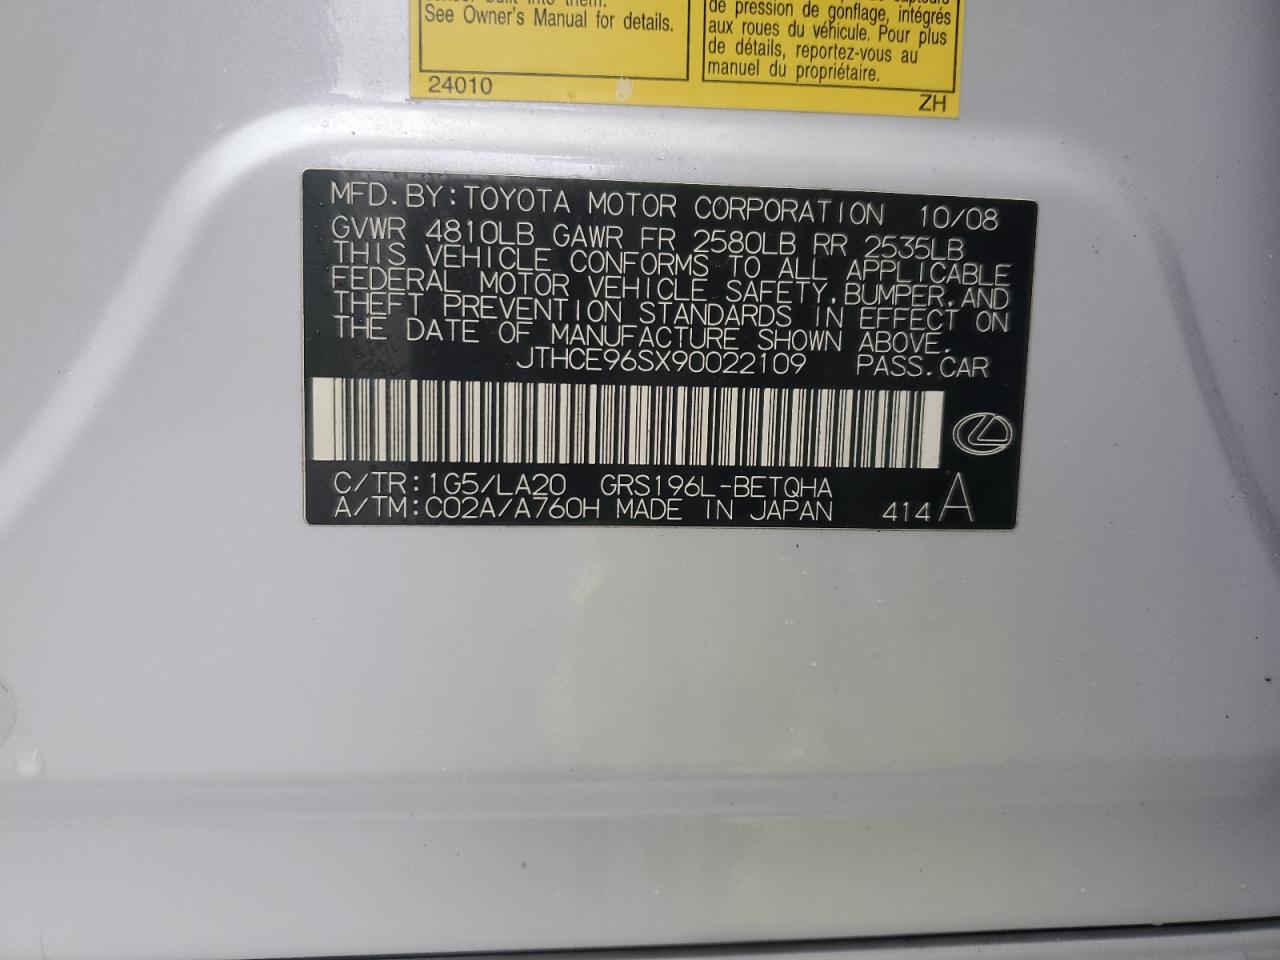 See Owner's Manual for details.
24010
de pression de gonflage, intégrés
aux roues du véhicule. Pour plus
de détails, reportez-vous au
manuel du propriétaire.
ZH
MFD. BY: TOYOTA MOTOR CORPORATION 10/08
GVWR 4810LB GAWR FR 2580LB RR 2535LB
THIS VEHICLE CONFORMS TO ALL APPLICABLE
FEDERAL MOTOR VEHICLE SAFETY, BUMPER, AND
THEFT PREVENTION STANDARDS IN EFFECT ON
THE DATE OF MANUFACTURE SHOWN ABOVE.
JTHCE96SX90022109 PASS. CAR
C/TR: 1G5/LA20 GRS196L-BETQHA
A/TM: C02A/A760H MADE IN JAPAN 414 A